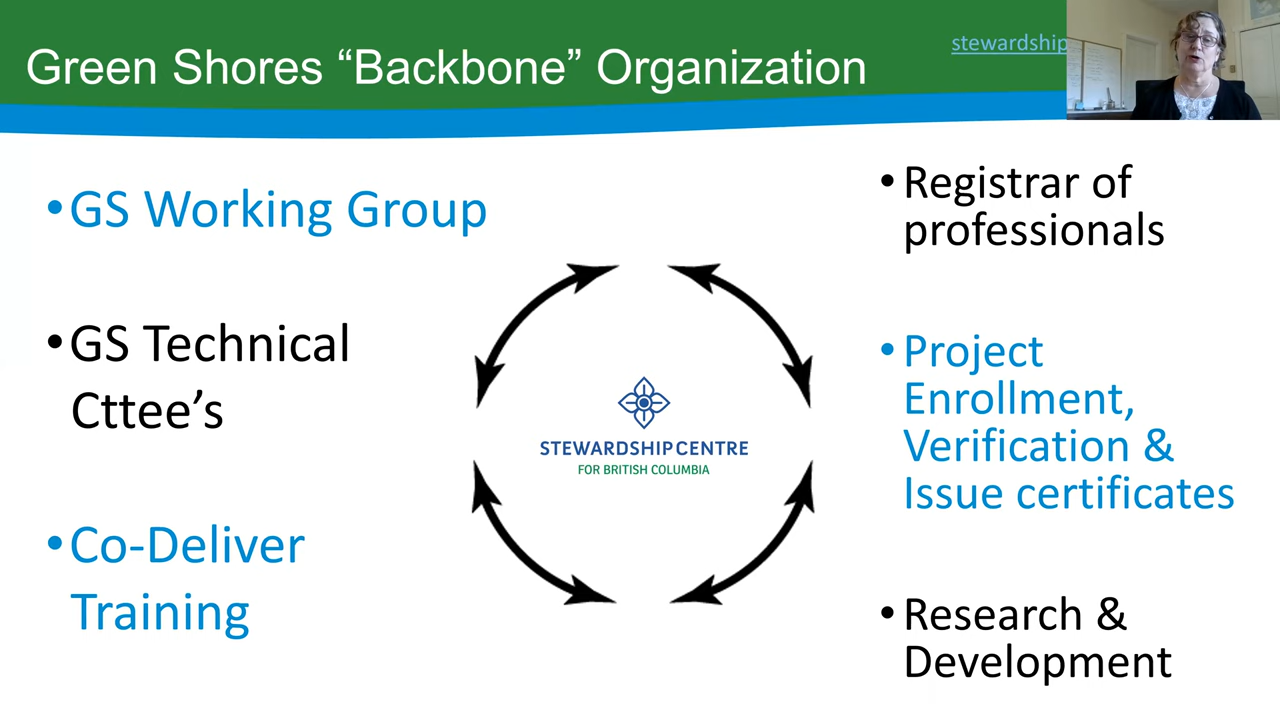 Green Shores “Backbone” Organization
stewardship
•GS Working Group
•GS Technical
Cttee’s
•Co-Deliver
Training
STEWARDSHIP CENTRE
FOR BRITISH COLUMBIA
•Registrar of
professionals
•Project
Enrollment,
Verification &
Issue certificates
•Research &
Development